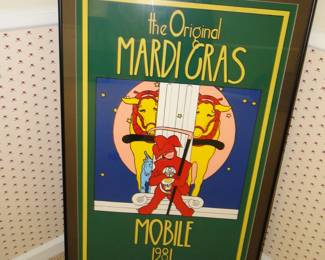 the Original
MARDI GRAS
MOBILE
1981